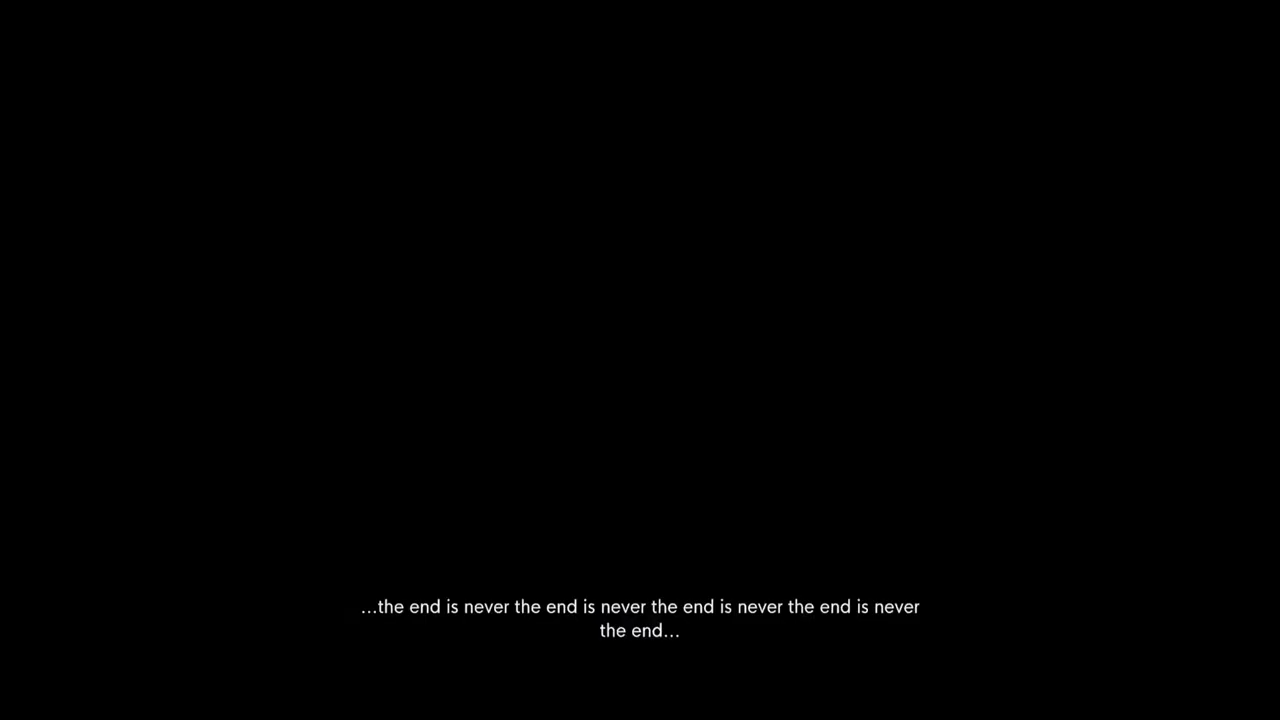 ...the end is never the end is never the end is never the end is never
the end...